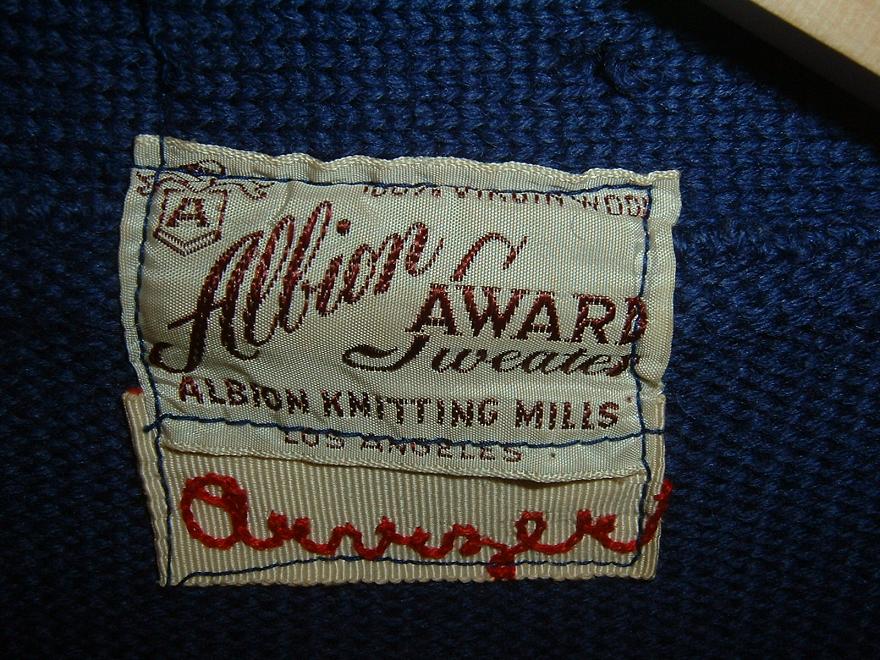 A
100% VIRGIN WOOL
Albion
AWARD
Sweater
ALBION KNITTING MILLS
LOS ANGELES